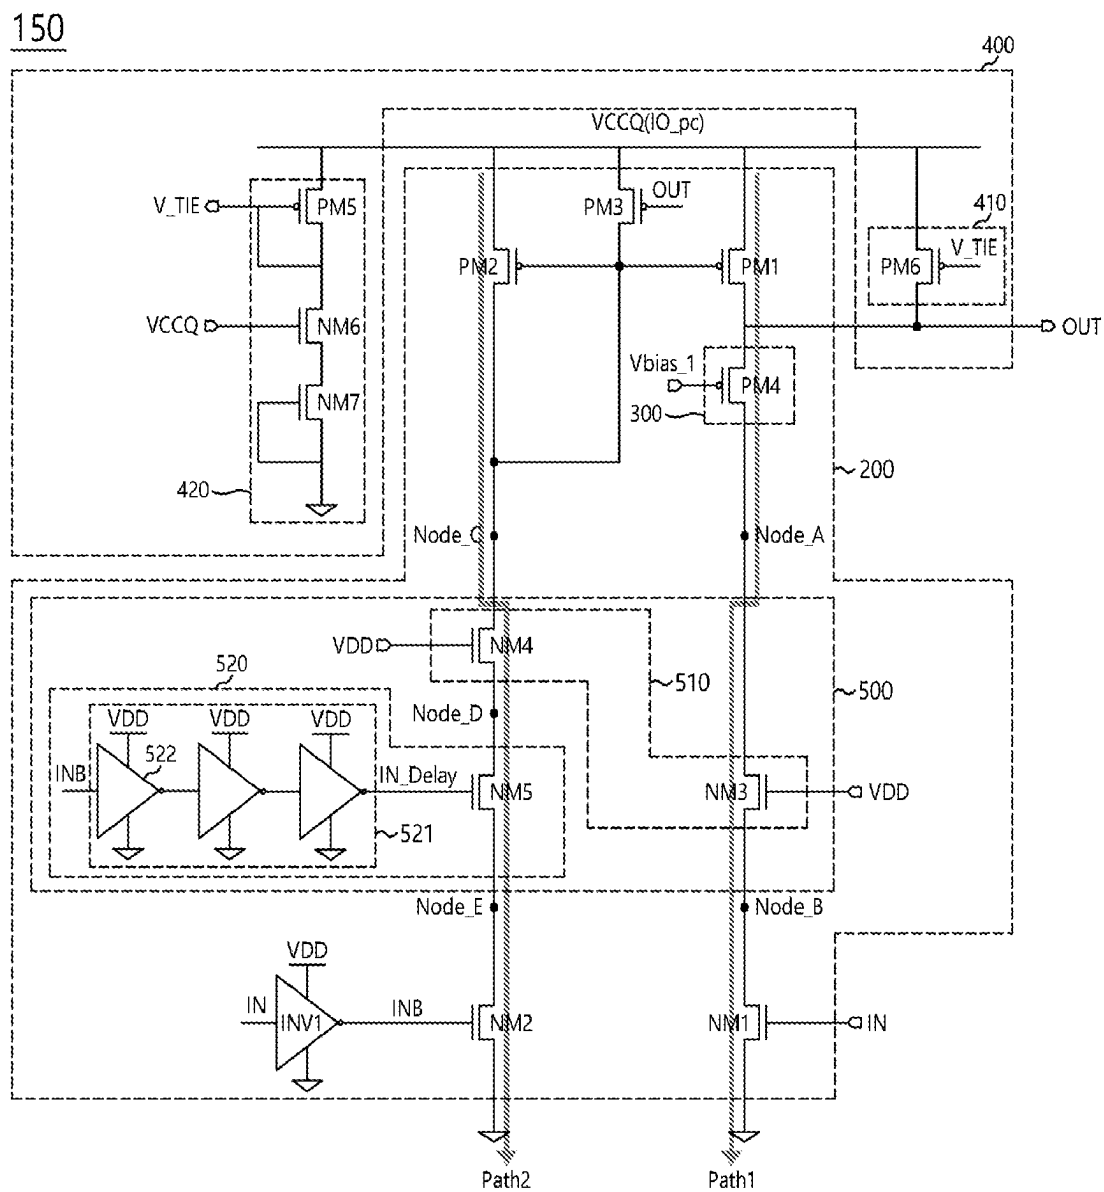 150
400
VCCQ(IO_pc)
V_TIE
PM5
PM3
OUT
410
V_TIE
PM2
PM1
PM6
VCCQ
NM6
OUT
Vbias_1
PM4
NM7
300
200
420
Node_C
Node_A
VDD
NM4
520
510
500
Node_D
VDD
VDD
VDD
522
INB
IN_Delay
NM5
NM3
VDD
521
Node_E
Node_B
VDD
IN
INV1
INB
NM2
NM1
IN
Path2
Path1